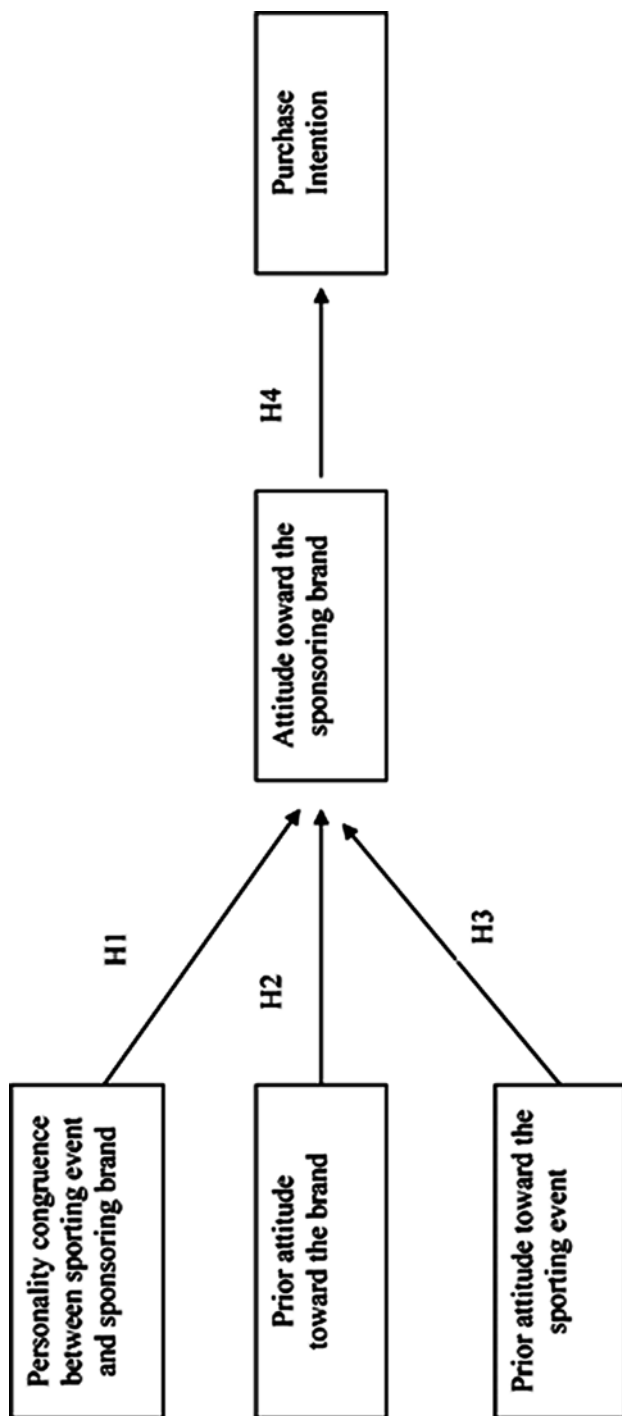 Personality congruence
between sporting event
and sponsoring brand
H1
Prior attitude
toward the brand
H2
Prior attitude toward the
sporting event
H3
Attitude toward the
sponsoring brand
H4
Purchase
Intention